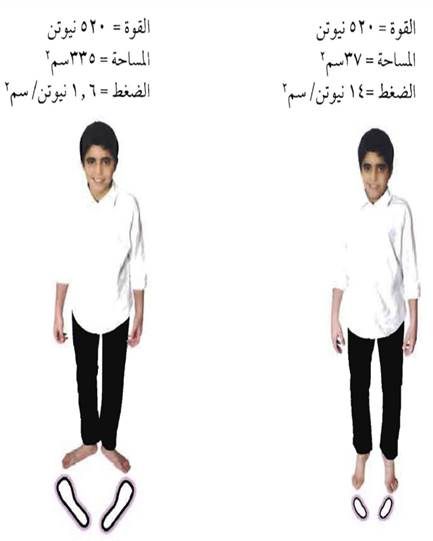 القوة = ٥٢٠ نيوتن
المساحة = ٣٧سم٢
الضغط = ١٤ نيوتن/ سم٢
القوة = ٥٢٠ نيوتن
المساحة = ٣٣٥سم٢
الضغط = ١,٦ نيوتن/ سم٢